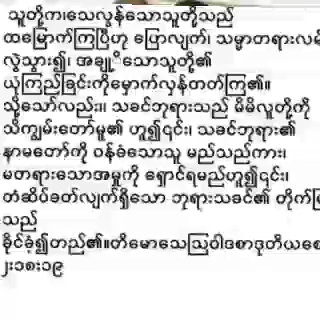 သူတို့က၊သေလွန်သောသူတို့သည်
ထမြောက်ကြပြီဟု ပြောလျက်၊ သမ္မာတရားလမ်း
လွဲသွား၍၊ အချို့သောသူတို့၏
ယုံကြည်ခြင်းကိုမှောက်လှန်တတ်ကြ၏။
သို့သော်လည်း။၊ သခင်ဘုရားသည် မိမိလူတို့ကို
သိကျွမ်းတော်မူ၏ ဟူ၍၎င်း၊ သခင်ဘုရား၏
နာမတော်ကို ဝန်ခံသောသူ မည်သည်ကား၊
မတရားသောအမှုကို ရှောင်ရမည်ဟူ၍၎င်း၊
တံဆိပ်ခတ်လျက်ရှိသော ဘုရားသခင်၏ တိုက်မြ
သည်
ခိုင်ခံ့၍တည်၏။တိမောသေဩဝါဒစာဒုတိယစေ
၂း၁၈း၁၉